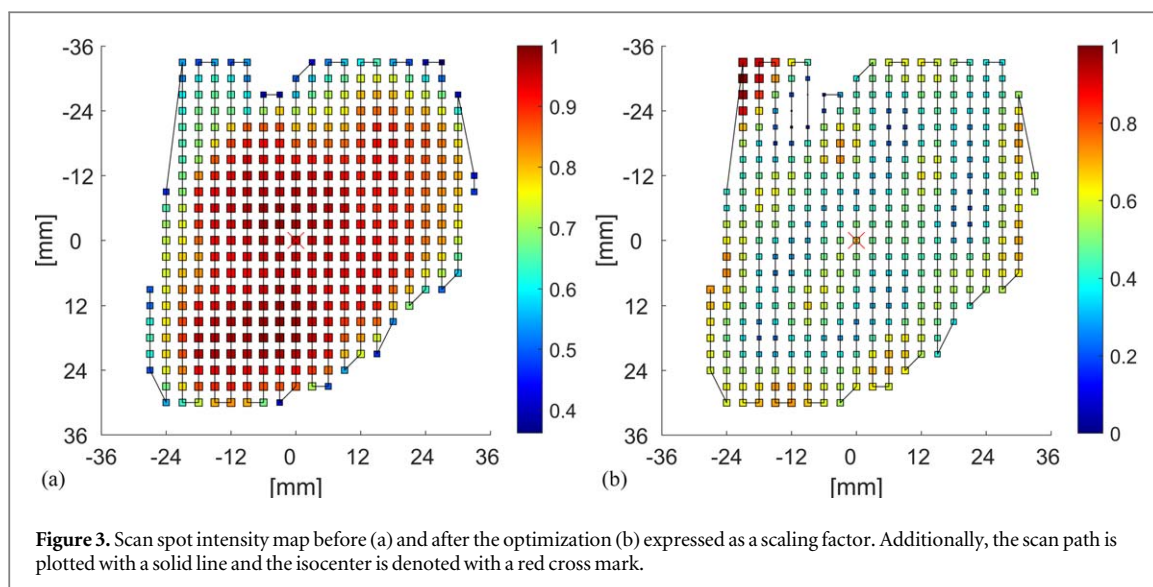 -36
-24
-12
0
12
24
36
[mm]
-36 -24 -12 0 12 24 36
[mm]
1
0.9
0.8
0.7
0.6
0.5
0.4
(a)
-36
-24
-12
0
12
24
36
[mm]
-36 -24 -12 0 12 24 36
[mm]
1
0.8
0.6
0.4
0.2
0
(b)
Figure 3. Scan spot intensity map before (a) and after the optimization (b) expressed as a scaling factor. Additionally, the scan path is
plotted with a solid line and the isocenter is denoted with a red cross mark.